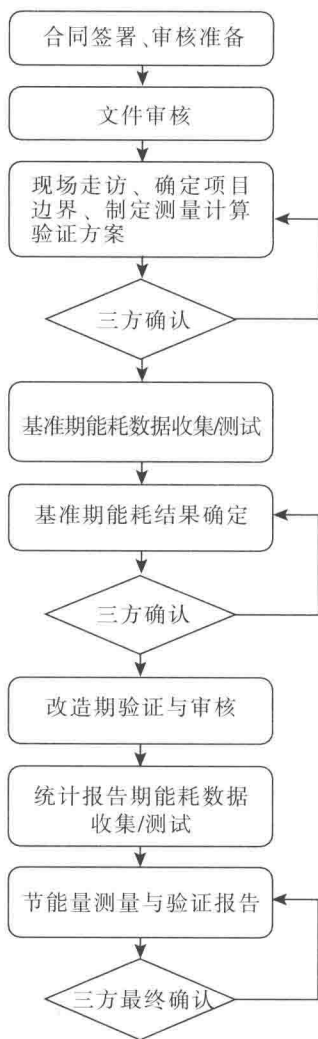 合同签署、审核准备
文件审核
现场走访、确定项目
边界、制定测量计算
验证方案
三方确认
基准期能耗数据收集/测试
基准期能耗结果确定
三方确认
改造期验证与审核
统计报告期能耗数据
收集/测试
节能量测量与验证报告
三方最终确认